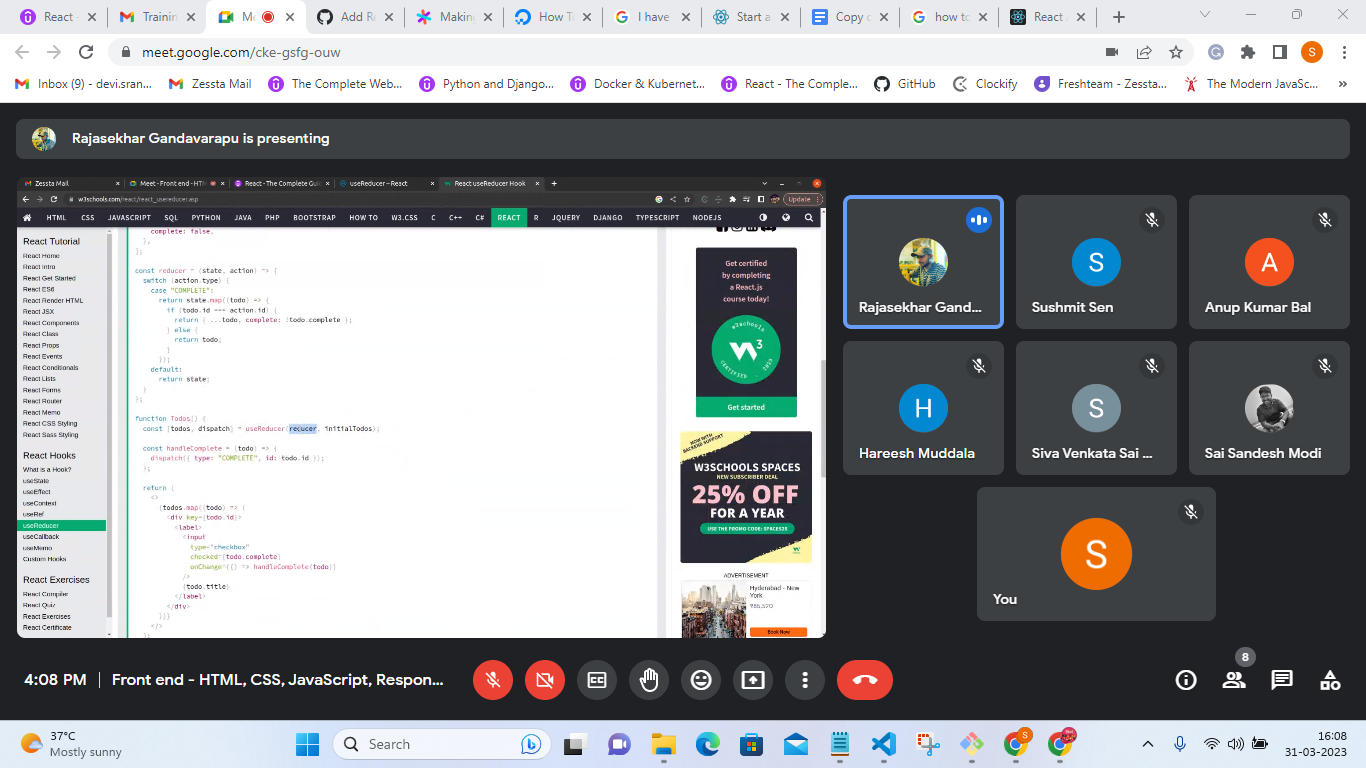 React -
Trainin
Me
Add Re
Making
How To
I have
Start a
Copy o
how to
React A
meet.google.com/cke-gsfg-ouw
S
Inbox (9) - devi.sran...
Zessta Mail
The Complete Web...
Python and Django...
Docker & Kubernet...
React - The Comple...
GitHub
Clockify
Freshteam - Zessta...
The Modern JavaSc...
Rajasekhar Gandavarapu is presenting
Zessta Mail
Meet - Front end - HTM
React - The Complete Guid
useReducer – React
React useReducer Hook
w3schools.com/react/react_usereducer.asp
Update
HTML CSS JAVASCRIPT SQL PYTHON JAVA PHP BOOTSTRAP HOW TO W3.CSS C C++ C# REACT R JQUERY DJANGO TYPESCRIPT NODEJS
React Tutorial
React Home
React Intro
React Get Started
React ES6
React Render HTML
React JSX
React Components
React Class
React Props
React Events
React Conditionals
React Lists
React Forms
React Router
React Memo
React CSS Styling
React Sass Styling
React Hooks
What is a Hook?
useState
useEffect
useContext
useRef
useReducer
useCallback
useMemo
Custom Hooks
React Exercises
React Compiler
React Quiz
React Exercises
React Certificate
complete: false,
},
];
const reducer = (state, action) => {
switch (action.type) {
case "COMPLETE":
return state.map((todo) => {
if (todo.id === action.id) {
return { ...todo, complete: !todo.complete };
} else {
return todo;
}
});
default:
return state;
}
};
function Todos() {
const [todos, dispatch] = useReducer(reducer, initialTodos);
const handleComplete = (todo) => {
dispatch({ type: "COMPLETE", id: todo.id });
};
return (
<>
{todos.map((todo) => (
<div key={todo.id}>
<label>
<input
type="checkbox"
checked={todo.complete}
onChange={() => handleComplete(todo)}
/>
{todo.title}
</label>
</div>
))}
</>
);
Get certified
by completing
a React.js
course today!
w3schools
3
CERTIFIED . 2023
Get started
NOW WITH
BACKEND SUPPORT
W3SCHOOLS SPACES
NEW SUBSCRIBER DEAL
25% OFF
FOR A YEAR
USE THE PROMO CODE: SPACES25
ADVERTISEMENT
Hyderabad - New
York
₹85,520
Book Now
Rajasekhar Gand...
S
Sushmit Sen
A
Anup Kumar Bal
H
Hareesh Muddala
S
Siva Venkata Sai ...
Sai Sandesh Modi
S
You
4:08 PM | Front end - HTML, CSS, JavaScript, Respon...
8
37°C
Mostly sunny
Search
S
16:08
31-03-2023